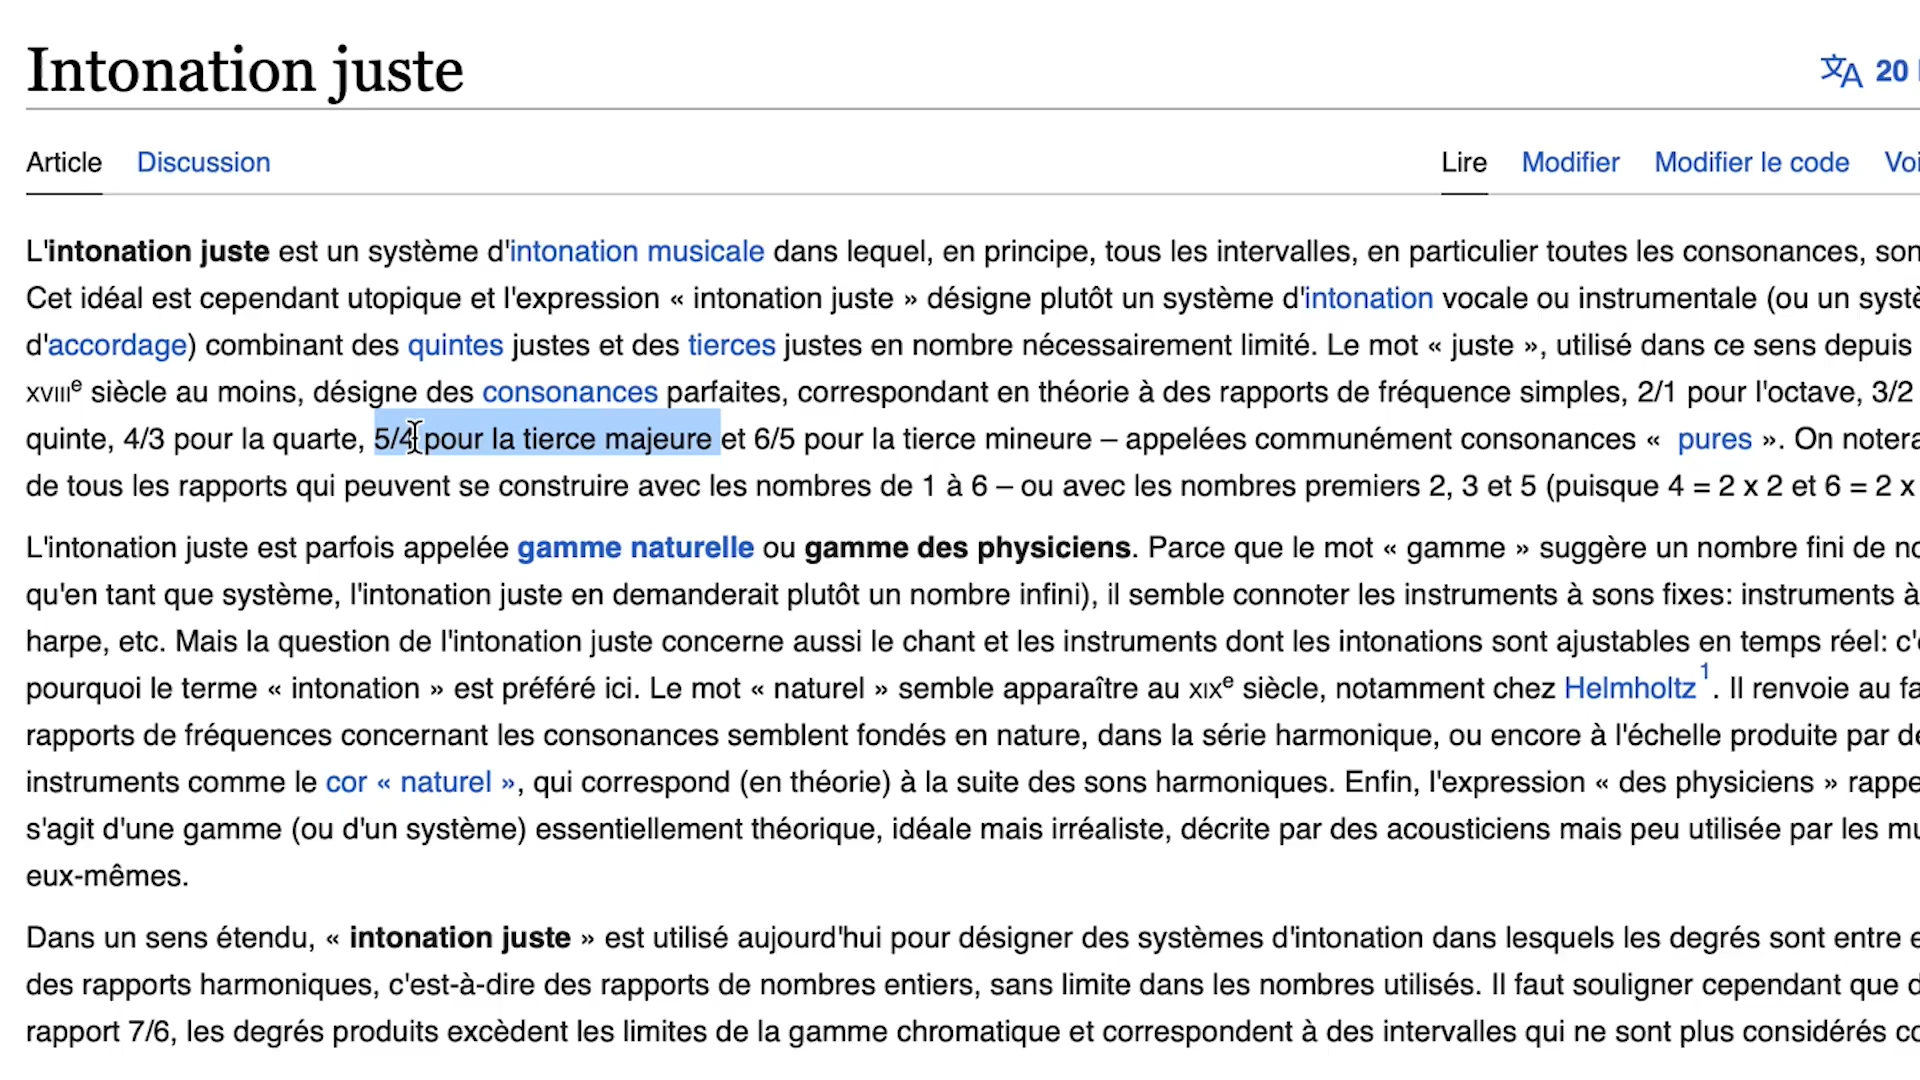 Intonation juste
20
Article Discussion Lire Modifier Modifier le code Voi
L'intonation juste est un système d'intonation musicale dans lequel, en principe, tous les intervalles, en particulier toutes les consonances, son
Cet idéal est cependant utopique et l'expression « intonation juste » désigne plutôt un système d'intonation vocale ou instrumentale (ou un systè
d'accordage) combinant des quintes justes et des tierces justes en nombre nécessairement limité. Le mot « juste », utilisé dans ce sens depuis
XVIIIe siècle au moins, désigne des consonances parfaites, correspondant en théorie à des rapports de fréquence simples, 2/1 pour l'octave, 3/2
quinte, 4/3 pour la quarte, 5/4 pour la tierce majeure et 6/5 pour la tierce mineure – appelées communément consonances « pures ». On notera
de tous les rapports qui peuvent se construire avec les nombres de 1 à 6 – ou avec les nombres premiers 2, 3 et 5 (puisque 4 = 2 x 2 et 6 = 2 x
L'intonation juste est parfois appelée gamme naturelle ou gamme des physiciens. Parce que le mot « gamme » suggère un nombre fini de no
qu'en tant que système, l'intonation juste en demanderait plutôt un nombre infini), il semble connoter les instruments à sons fixes: instruments à
harpe, etc. Mais la question de l'intonation juste concerne aussi le chant et les instruments dont les intonations sont ajustables en temps réel: c'e
pourquoi le terme « intonation » est préféré ici. Le mot « naturel » semble apparaître au XIXe siècle, notamment chez Helmholtz1. Il renvoie au fa
rapports de fréquences concernant les consonances semblent fondés en nature, dans la série harmonique, ou encore à l'échelle produite par de
instruments comme le cor « naturel », qui correspond (en théorie) à la suite des sons harmoniques. Enfin, l'expression « des physiciens » rappe
s'agit d'une gamme (ou d'un système) essentiellement théorique, idéale mais irréaliste, décrite par des acousticiens mais peu utilisée par les mu
eux-mêmes.
Dans un sens étendu, « intonation juste » est utilisé aujourd'hui pour désigner des systèmes d'intonation dans lesquels les degrés sont entre e
des rapports harmoniques, c'est-à-dire des rapports de nombres entiers, sans limite dans les nombres utilisés. Il faut souligner cependant que d
rapport 7/6, les degrés produits excèdent les limites de la gamme chromatique et correspondent à des intervalles qui ne sont plus considérés co